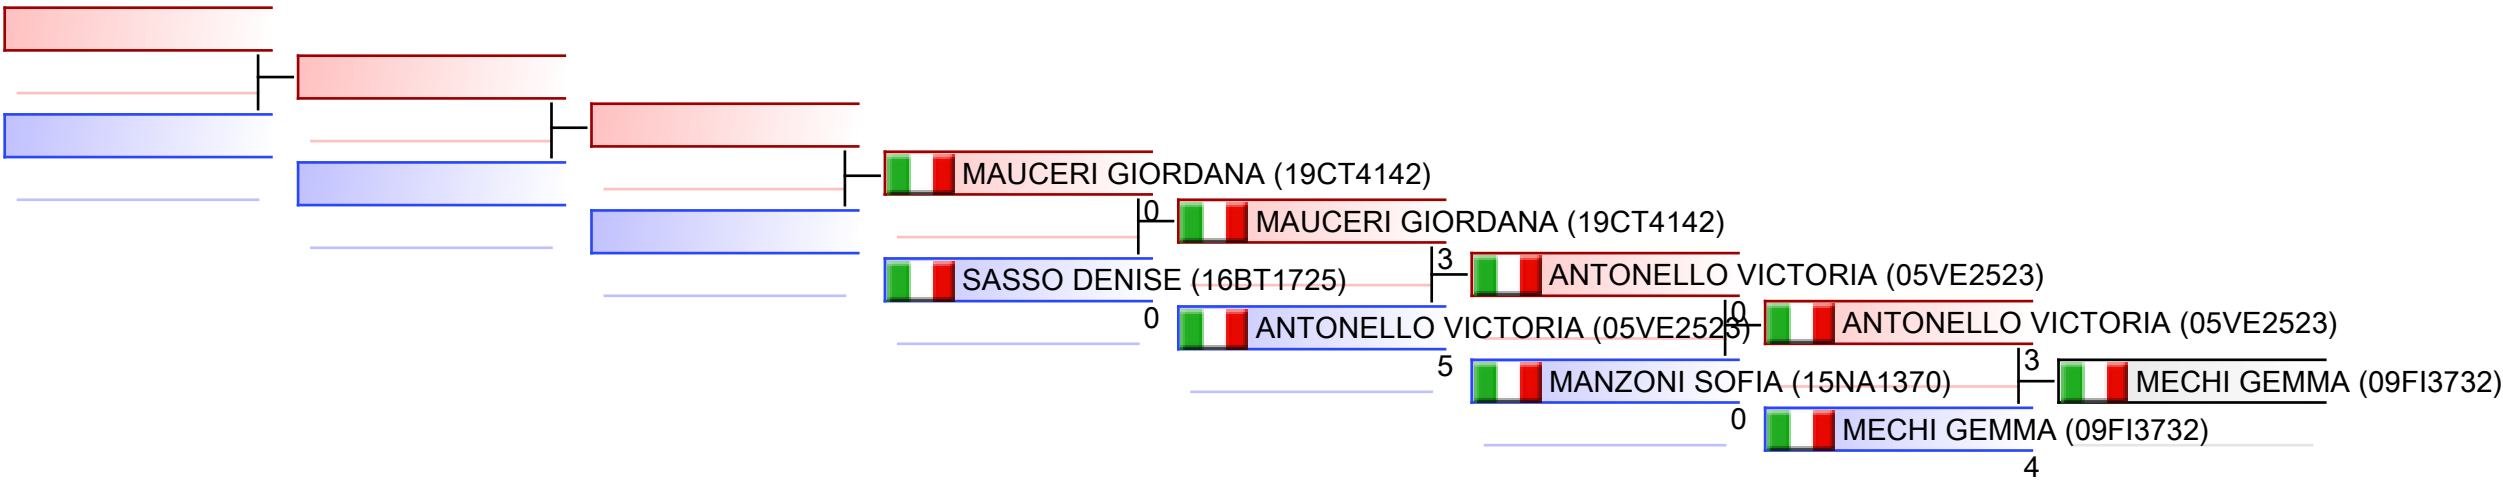 MAUCERI GIORDANA (19CT4142)
0
SASSO DENISE (16BT1725)
0
MAUCERI GIORDANA (19CT4142)
3
ANTONELLO VICTORIA (05VE2523)
5
ANTONELLO VICTORIA (05VE2523)
0
MANZONI SOFIA (15NA1370)
0
ANTONELLO VICTORIA (05VE2523)
3
MECHI GEMMA (09FI3732)
4
MECHI GEMMA (09FI3732)